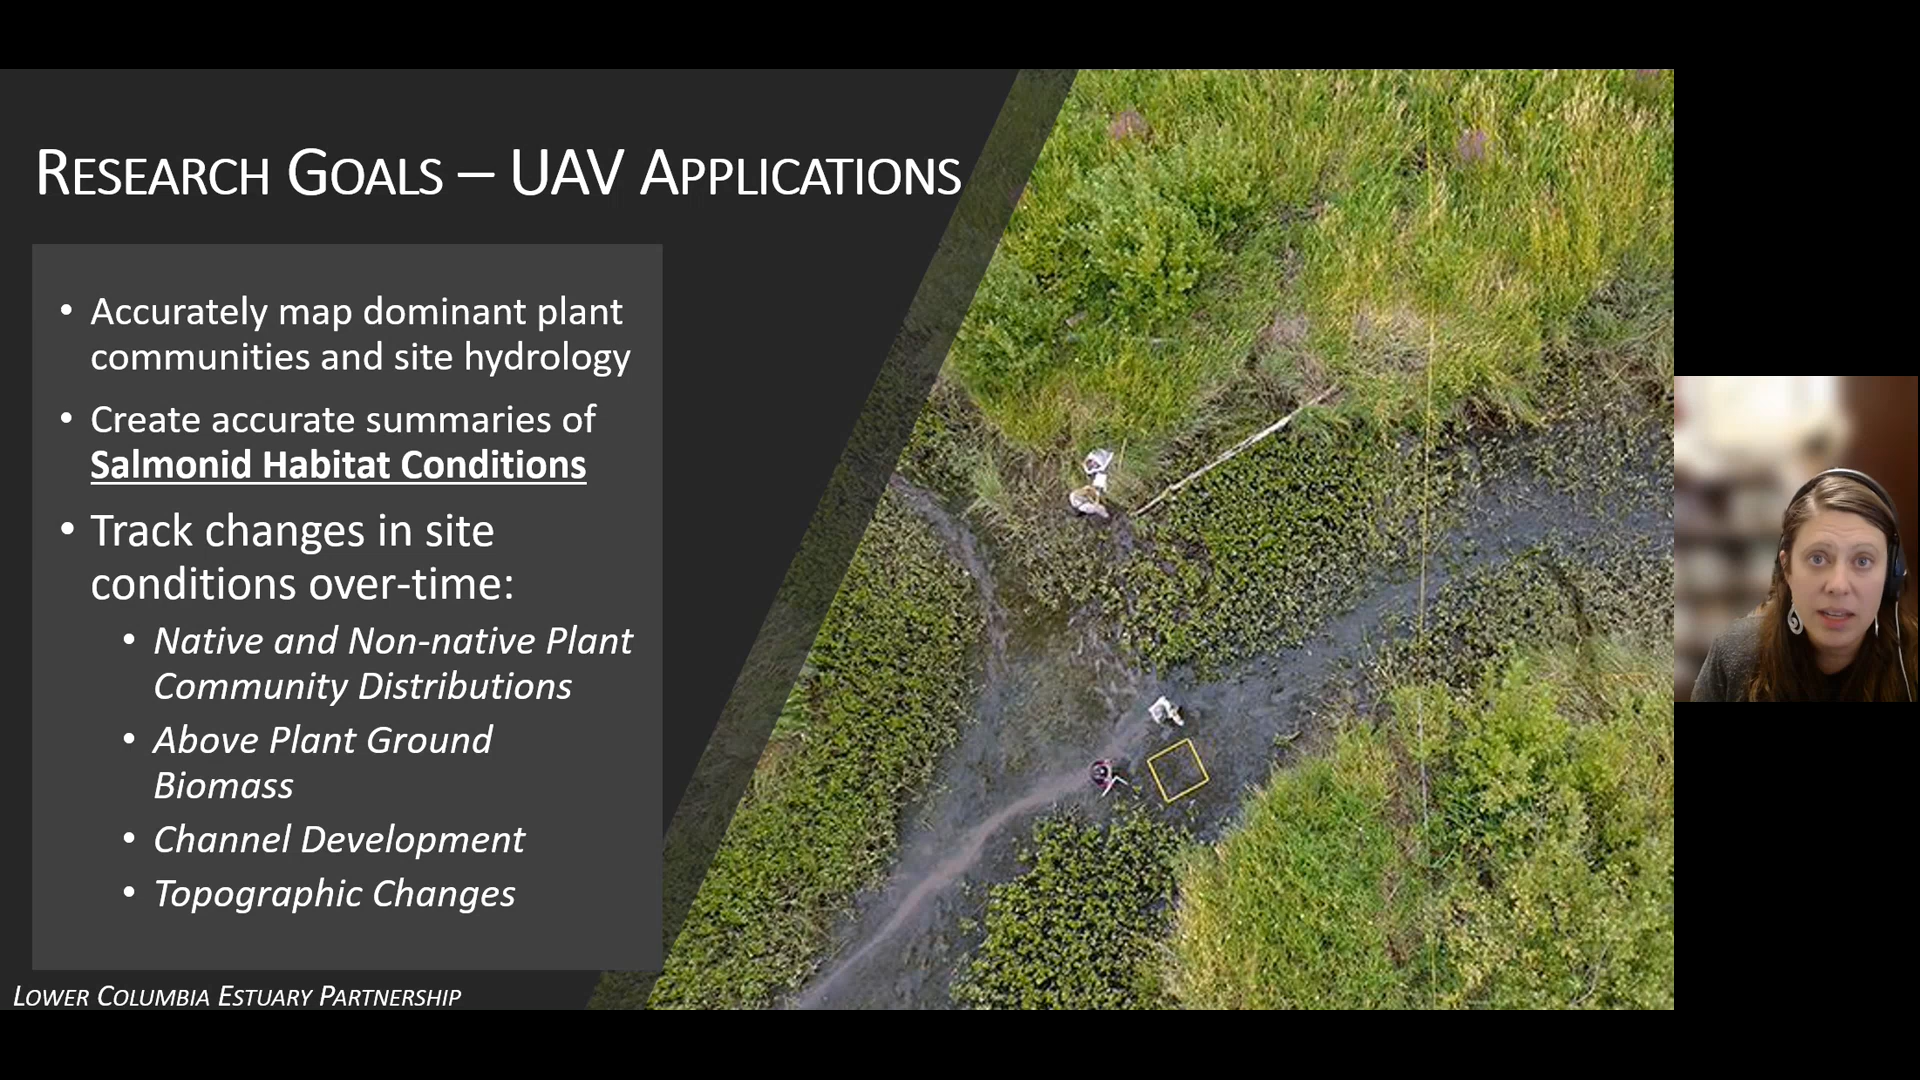 Research Goals – UAV Applications
• Accurately map dominant plant
communities and site hydrology
• Create accurate summaries of
Salmonid Habitat Conditions
• Track changes in site
conditions over-time:
• Native and Non-native Plant
Community Distributions
• Above Plant Ground
Biomass
• Channel Development
• Topographic Changes
Lower Columbia Estuary Partnership